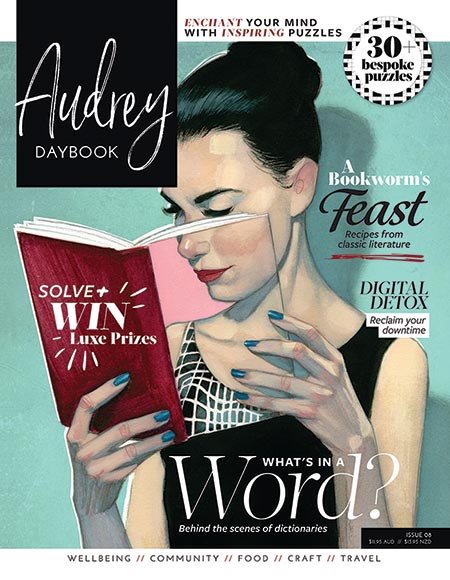 ENCHANT YOUR MIND
WITH INSPIRING PUZZLES
30+
bespoke
puzzles
Audrey
DAYBOOK
A
Bookworm's
Feast
Recipes from
classic literature
DIGITAL
DETOX
Reclaim your
downtime
SOLVE+
WIN
Luxe Prizes
WHAT'S IN A
Word?
Behind the scenes of dictionaries
ISSUE 08
$11.95 AUD // $13.95 NZD
WELLBEING // COMMUNITY // FOOD // CRAFT // TRAVEL